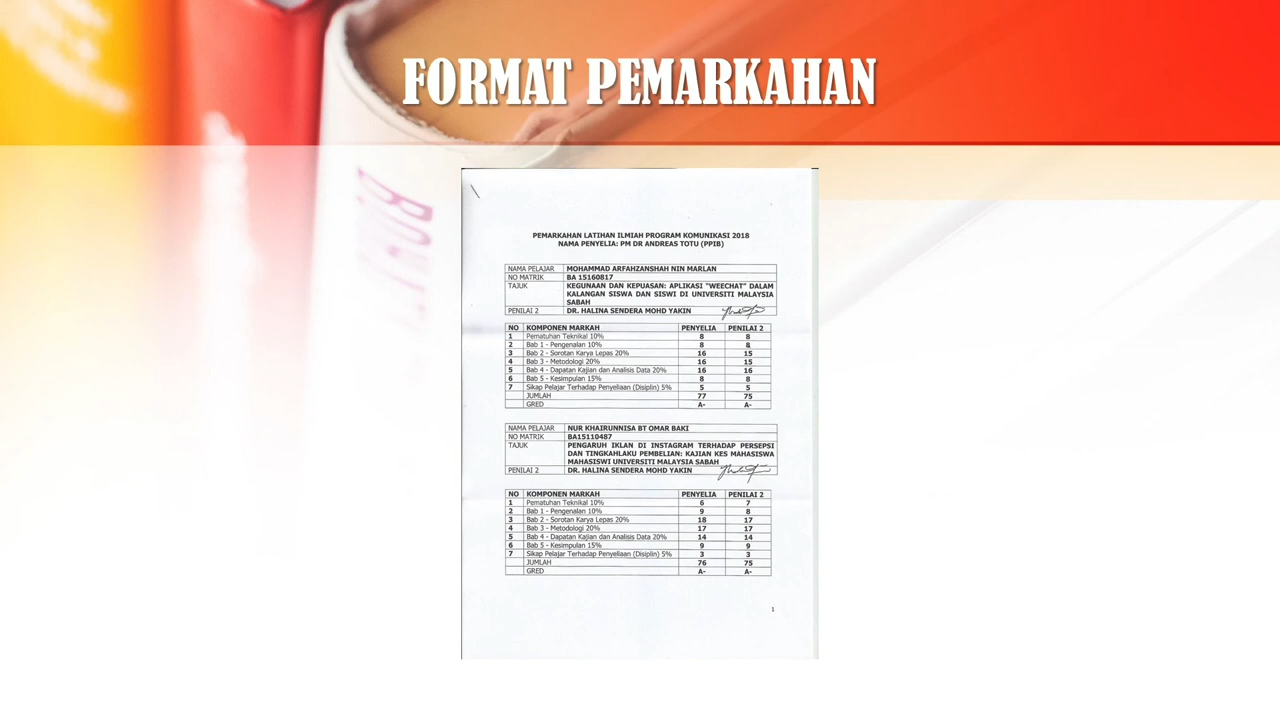 FORMAT PEMARKAHAN
PEMARKAHAN LATIHAN ILMIAH PROGRAM KOMUNIKASI 2018
NAMA PENYELIA: PM DR ANDREAS TOTU (PPIB)
NAMA PELAJAR MOHAMMAD ARFAHZANSHAH NIN MARLAN
NO MATRIK BA 15160817
TAJUK KEGUNAAN DAN KEPUASAN: APLIKASI "WEECHAT" DALAM
KALANGAN SISWA DAN SISWI DI UNIVERSITI MALAYSIA
SABAH
PENILAI 2 DR. HALINA SENDERA MOHD YAKIN
NO KOMPONEN MARKAH PENYELIA PENILAI 2
1 Pematuhan Teknikal 10% 8 8
2 Bab 1 - Pengenalan 10% 8 8
3 Bab 2 - Sorotan Karya Lepas 20% 16 15
4 Bab 3 - Metodologi 20% 16 15
5 Bab 4 - Dapatan Kajian dan Analisis Data 20% 16 16
6 Bab 5 - Kesimpulan 15% 8 8
7 Sikap Pelajar Terhadap Penyeliaan (Disiplin) 5% 5 5
JUMLAH 77 75
GRED A- A-
NAMA PELAJAR NUR KHAIRUNNISA BT OMAR BAKI
NO MATRIK BA15110487
TAJUK PENGARUH IKLAN DI INSTAGRAM TERHADAP PERSEPSI
DAN TINGKAHLAKU PEMBELIAN: KAJIAN KES MAHASISWA
MAHASISWI UNIVERSITI MALAYSIA SABAH
PENILAI 2 DR. HALINA SENDERA MOHD YAKIN
NO KOMPONEN MARKAH PENYELIA PENILAI 2
1 Pematuhan Teknikal 10% 6 7
2 Bab 1 - Pengenalan 10% 9 8
3 Bab 2 - Sorotan Karya Lepas 20% 18 17
4 Bab 3 - Metodologi 20% 17 17
5 Bab 4 - Dapatan Kajian dan Analisis Data 20% 14 14
6 Bab 5 - Kesimpulan 15% 9 9
7 Sikap Pelajar Terhadap Penyeliaan (Disiplin) 5% 3 3
JUMLAH 76 75
GRED A- A-
1